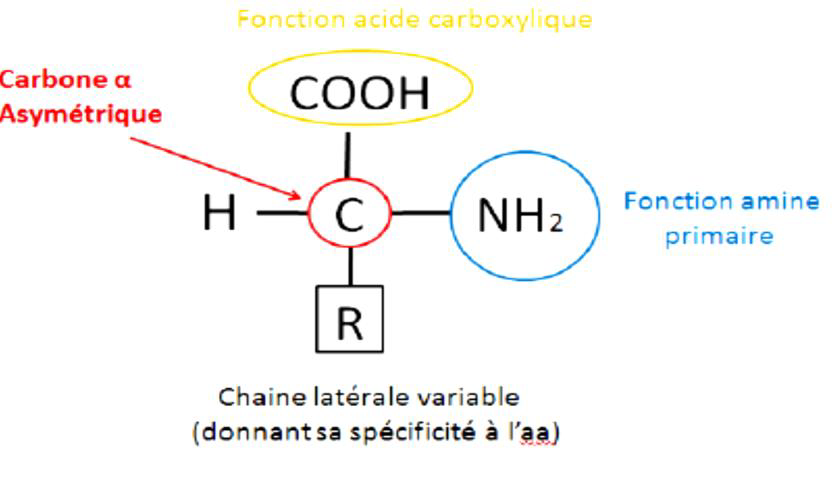 Fonction acide carboxylique
Carbone α
Asymétrique
COOH
H
C
NH₂
Fonction amine
primaire
R
Chaine latérale variable
(donnant sa spécificité à l'aa)